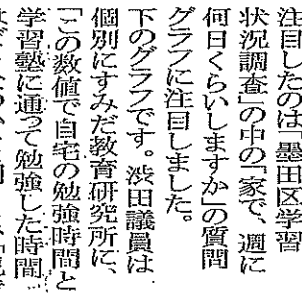 注目したのは「墨田区学習
状況調査」の中の「家で、週に
何日くらいしますか」の質問
グラフに注目しました。
下のグラフです。渋田議員は
個別にすみだ教育研究所に、
「この数値で自宅の勉強時間と
学習塾に通って勉強した時間